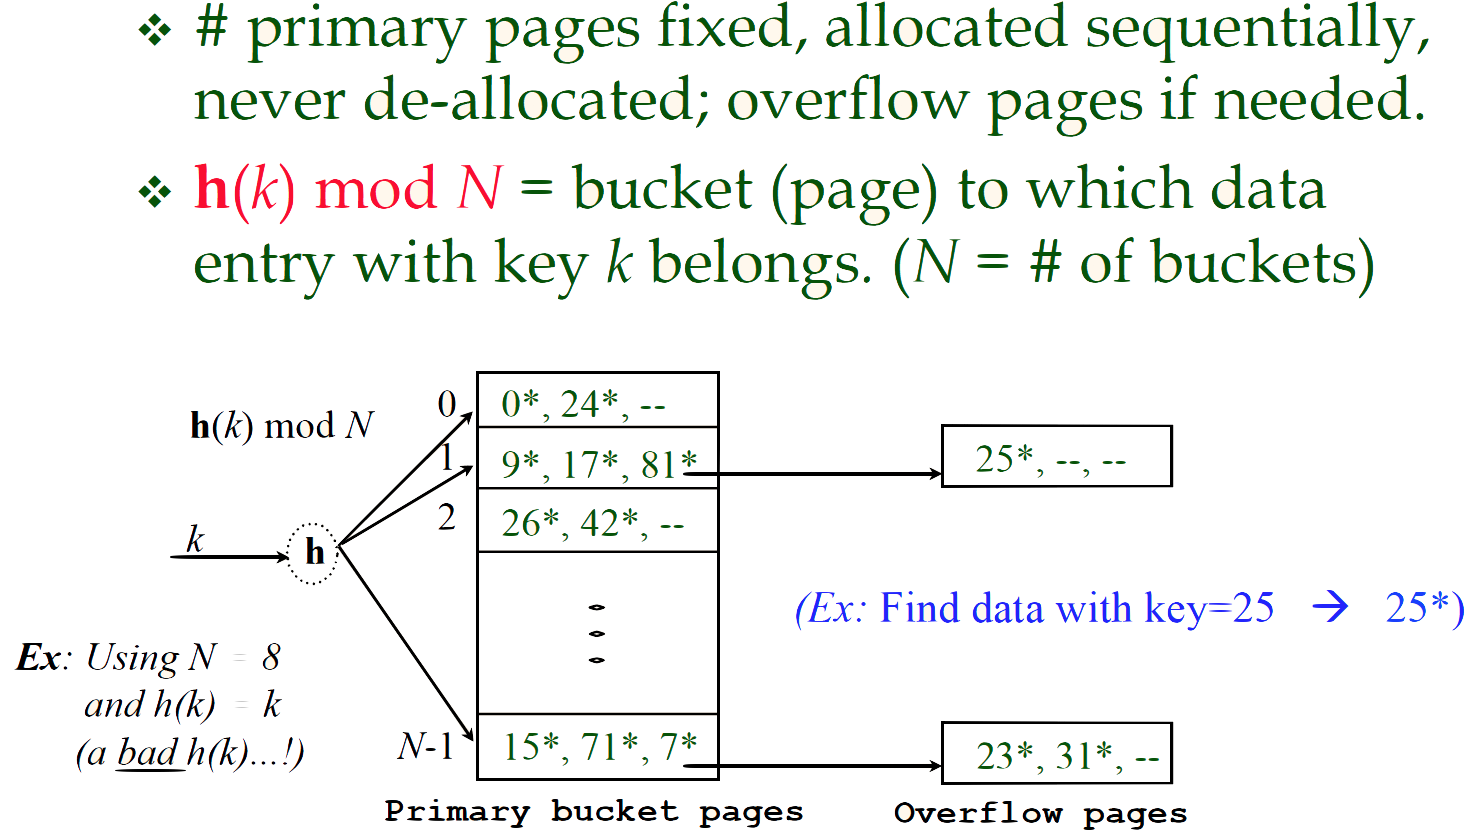 ❖ # primary pages fixed, allocated sequentially,
never de-allocated; overflow pages if needed.
❖ h(k) mod N = bucket (page) to which data
entry with key k belongs. (N = # of buckets)
h(k) mod N
k
h
0
1
2
N-1
0*, 24*, --
9*, 17*, 81*
26*, 42*, --
15*, 71*, 7*
25*, --, --
(Ex: Find data with key=25 → 25*)
23*, 31*, --
Ex: Using N = 8
and h(k) = k
(a bad h(k)...!)
Primary bucket pages
Overflow pages